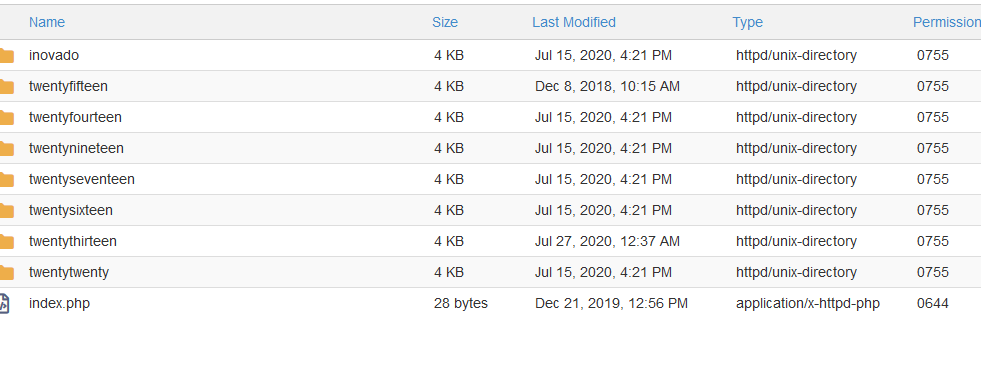 Name Size Last Modified Type Permission
inovado 4 KB Jul 15, 2020, 4:21 PM httpd/unix-directory 0755
twentyfifteen 4 KB Dec 8, 2018, 10:15 AM httpd/unix-directory 0755
twentyfourteen 4 KB Jul 15, 2020, 4:21 PM httpd/unix-directory 0755
twentynineteen 4 KB Jul 15, 2020, 4:21 PM httpd/unix-directory 0755
twentyseventeen 4 KB Jul 15, 2020, 4:21 PM httpd/unix-directory 0755
twentysixteen 4 KB Jul 15, 2020, 4:21 PM httpd/unix-directory 0755
twentythirteen 4 KB Jul 27, 2020, 12:37 AM httpd/unix-directory 0755
twentytwenty 4 KB Jul 15, 2020, 4:21 PM httpd/unix-directory 0755
index.php 28 bytes Dec 21, 2019, 12:56 PM application/x-httpd-php 0644